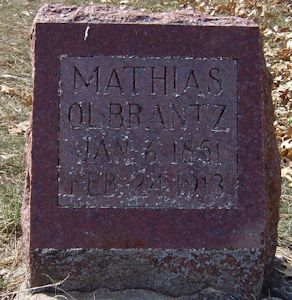 MATHIAS
OLBRANTZ
JAN. 6, 1851
FEB. 24, 1913